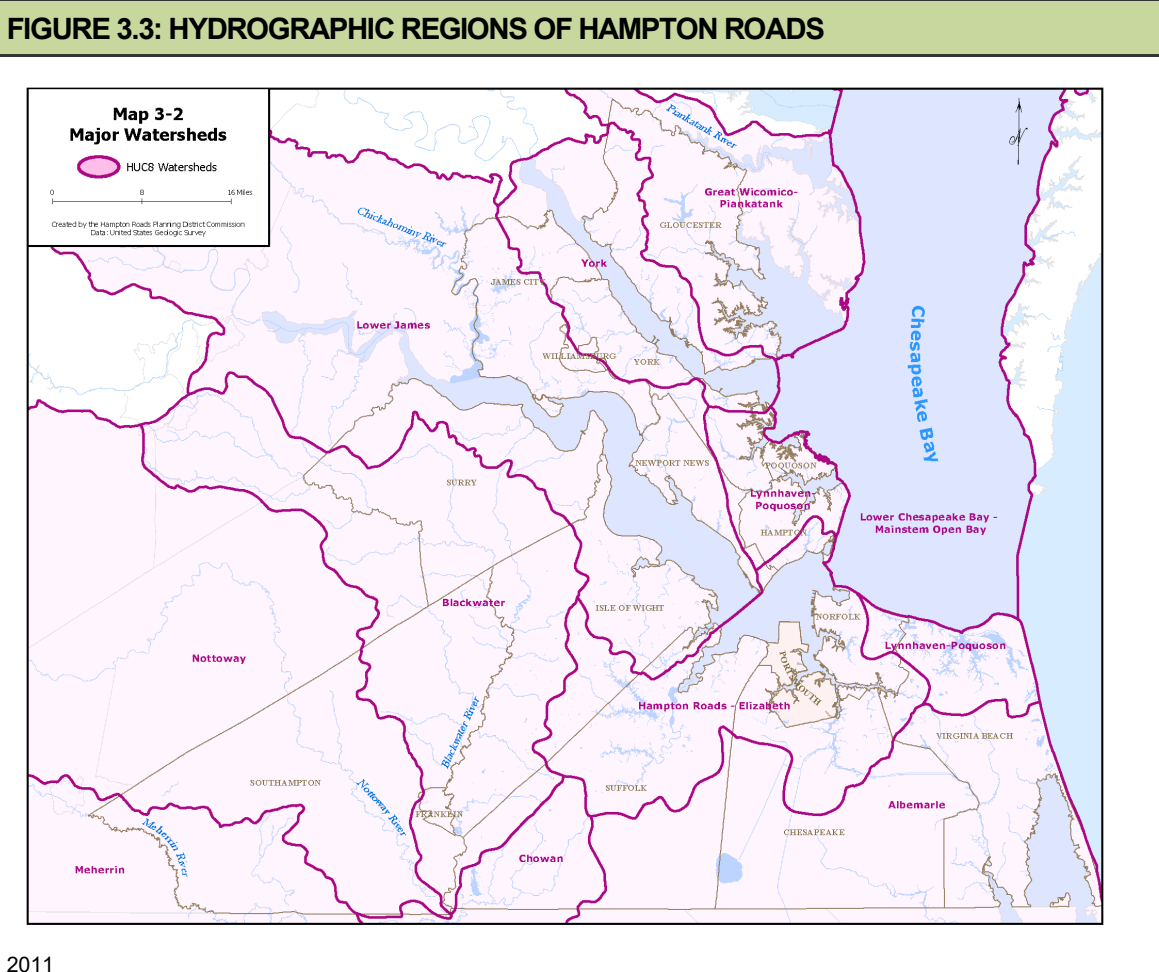 FIGURE 3.3: HYDROGRAPHIC REGIONS OF HAMPTON ROADS
Map 3-2
Major Watersheds
HUC8 Watersheds
0 8 16 Miles
Created by the Hampton Roads Planning District Commission
Data: United States Geologic Survey
N
Piankatank River
Great Wicomico-
Piankatank
Chickahominy River
GLOUCESTER
York
JAMES CITY
Lower James
Chesapeake Bay
WILLIAMSBURG
YORK
NEWPORT NEWS
POQUOSON
SURRY
Lynnhaven-
Poquoson
Lower Chesapeake Bay -
Mainstem Open Bay
HAMPTON
Blackwater
ISLE OF WIGHT
NORFOLK
Lynnhaven-Poquoson
Nottoway
PORTSMOUTH
Hampton Roads - Elizabeth
Blackwater River
VIRGINIA BEACH
SOUTHAMPTON
SUFFOLK
Nottoway River
Albemarle
FRANKLIN
Meherrin River
CHESAPEAKE
Chowan
Meherrin
2011